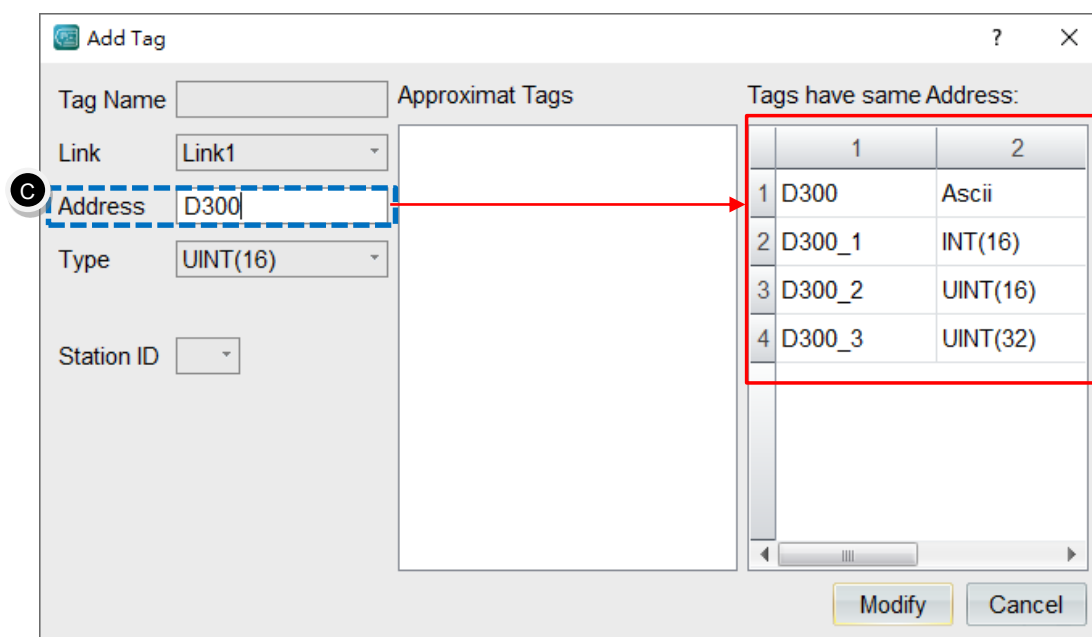 Add Tag
?
Tag Name
Approximat Tags
Tags have same Address:
Link Link1
C
Address D300
Type UINT(16)
Station ID
1 2
1 D300 Ascii
2 D300_1 INT(16)
3 D300_2 UINT(16)
4 D300_3 UINT(32)
Modify Cancel